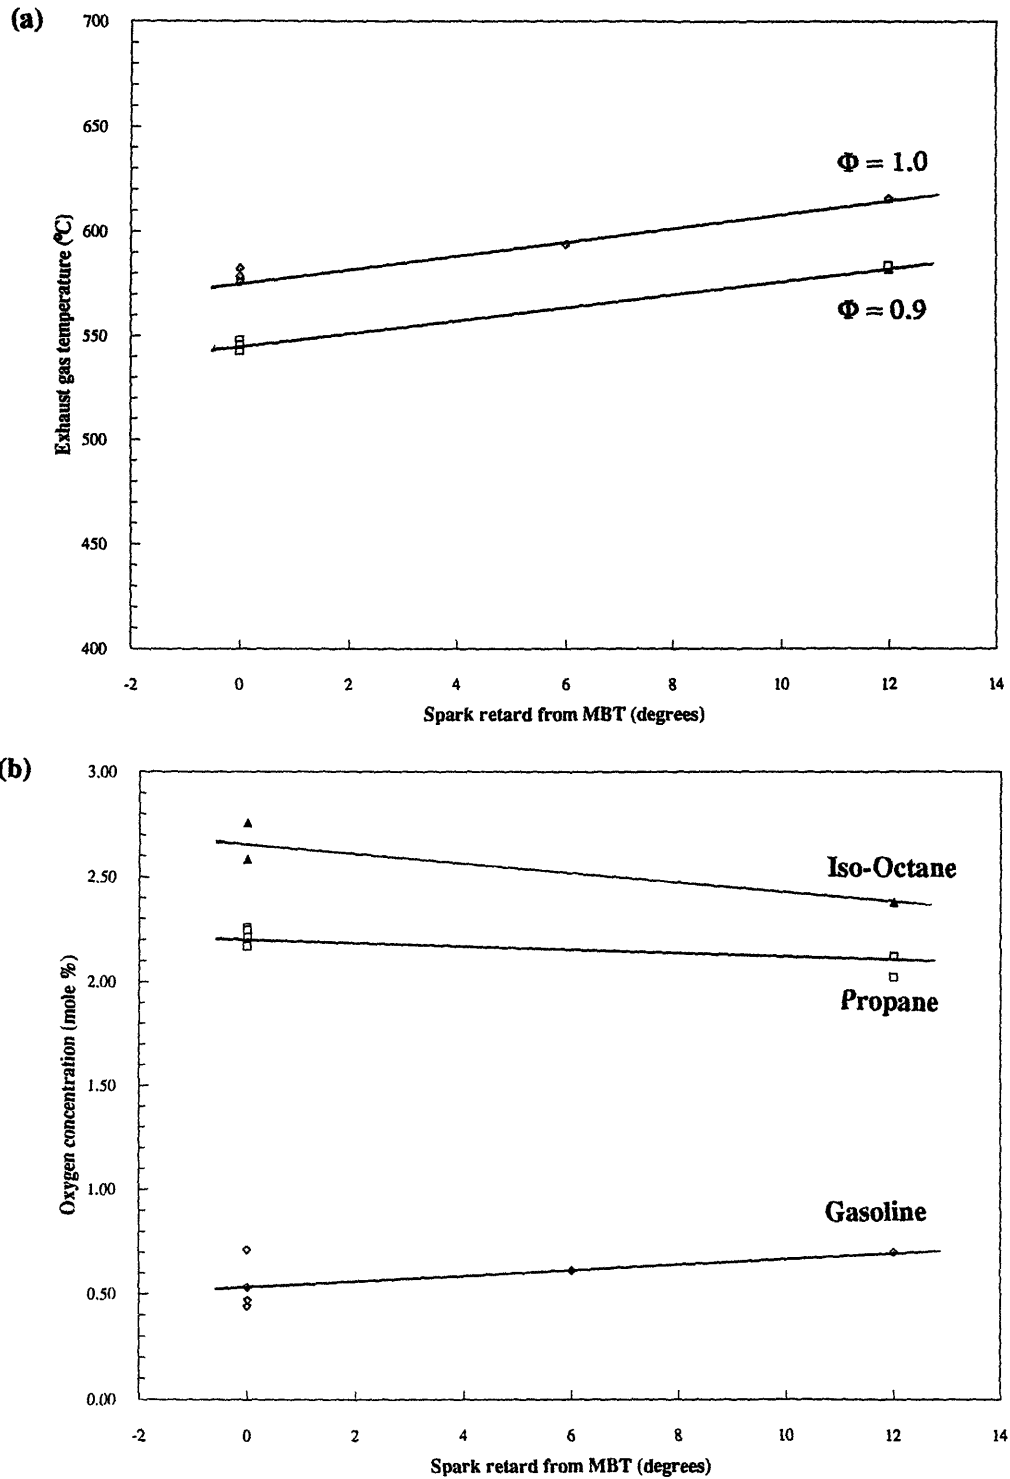 (a)
700
650
600
550
500
450
400
Exhaust gas temperature (°C)
Φ = 1.0
Φ = 0.9
-2 0 2 4 6 8 10 12 14
Spark retard from MBT (degrees)
(b)
3.00
2.50
2.00
1.50
1.00
0.50
0.00
Oxygen concentration (mole %)
Iso-Octane
Propane
Gasoline
-2 0 2 4 6 8 10 12 14
Spark retard from MBT (degrees)